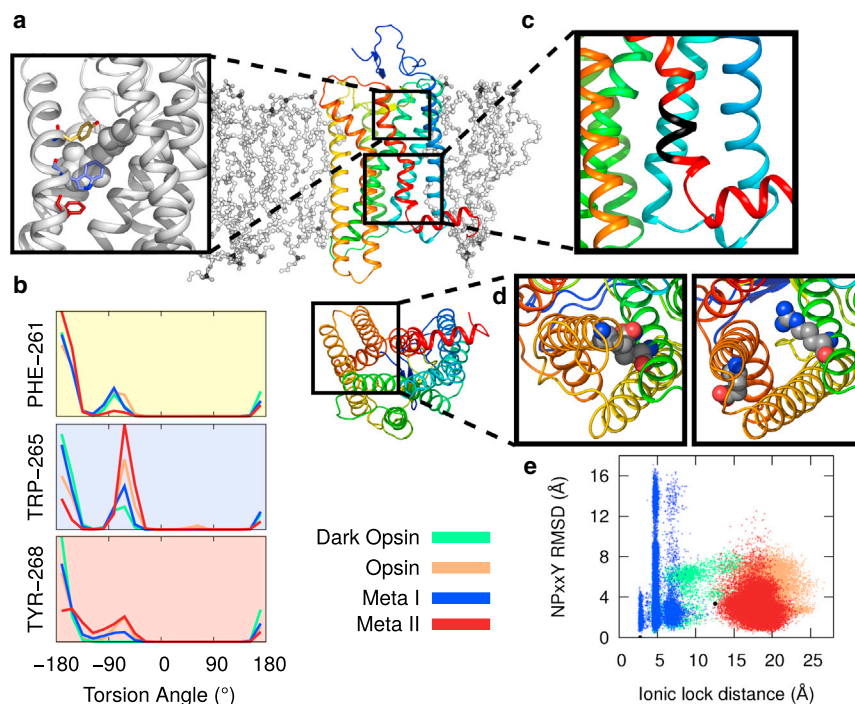 a
c
b
PHE-261
TRP-265
TYR-268
−180
−90
0
90
180
Torsion Angle (°)
Dark Opsin
Opsin
Meta I
Meta II
d
e
NPxxY RMSD (Å)
16
12
8
4
0
0
5
10
15
20
25
Ionic lock distance (Å)